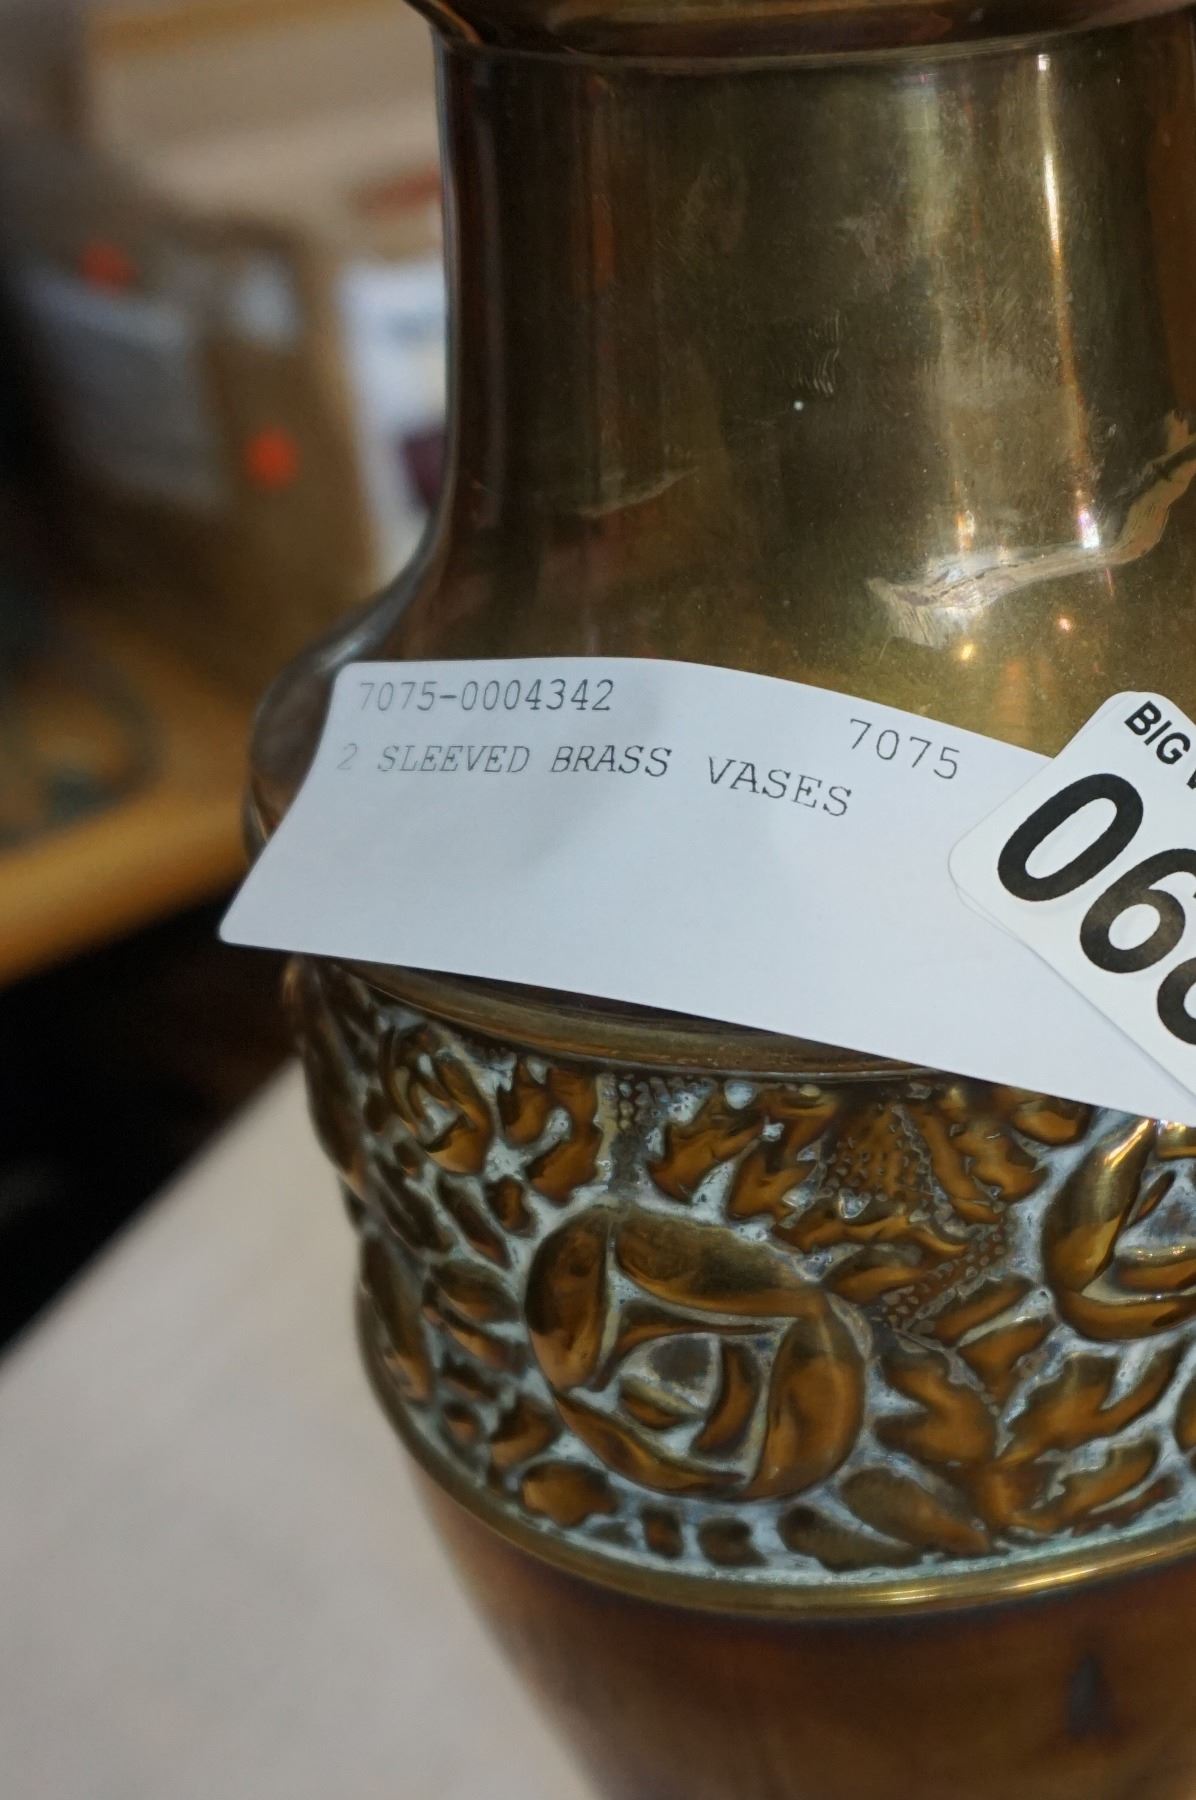 7075-0004342
7075
2 SLEEVED BRASS VASES
BIG
06